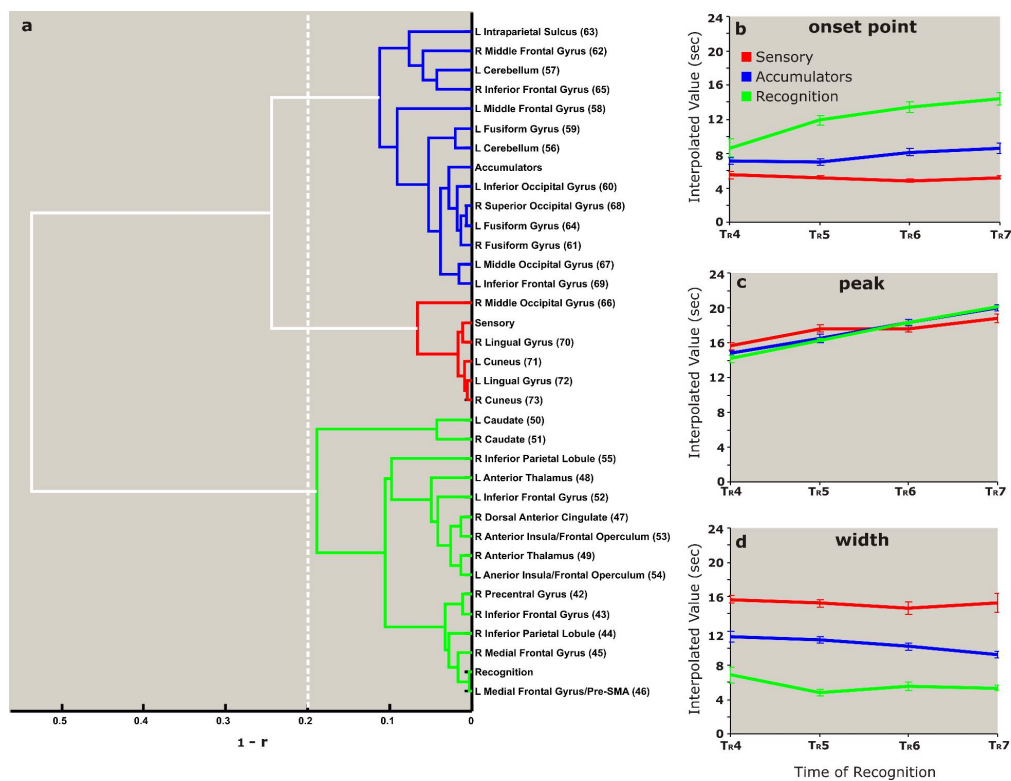 a
L Intraparietal Sulcus (63)
R Middle Frontal Gyrus (62)
L Cerebellum (57)
R Inferior Frontal Gyrus (65)
L Middle Frontal Gyrus (58)
L Fusiform Gyrus (59)
L Cerebellum (56)
Accumulators
L Inferior Occipital Gyrus (60)
R Superior Occipital Gyrus (68)
L Fusiform Gyrus (64)
R Fusiform Gyrus (61)
L Middle Occipital Gyrus (67)
L Inferior Frontal Gyrus (69)
R Middle Occipital Gyrus (66)
Sensory
R Lingual Gyrus (70)
L Cuneus (71)
L Lingual Gyrus (72)
R Cuneus (73)
L Caudate (50)
R Caudate (51)
R Inferior Parietal Lobule (55)
L Anterior Thalamus (48)
L Inferior Frontal Gyrus (52)
R Dorsal Anterior Cingulate (47)
R Anterior Insula/Frontal Operculum (53)
R Anterior Thalamus (49)
L Anerior Insula/Frontal Operculum (54)
R Precentral Gyrus (42)
R Inferior Frontal Gyrus (43)
R Inferior Parietal Lobule (44)
R Medial Frontal Gyrus (45)
Recognition
L Medial Frontal Gyrus/Pre-SMA (46)
0.5 0.4 0.3 0.2 0.1 0
1 - r
b onset point
Interpolated Value (sec)
24
20
16
12
8
4
0
Sensory
Accumulators
Recognition
TR4 TR5 TR6 TR7
c peak
Interpolated Value (sec)
24
20
16
12
8
4
0
TR4 TR5 TR6 TR7
d width
Interpolated Value (sec)
24
20
16
12
8
4
0
TR4 TR5 TR6 TR7
Time of Recognition